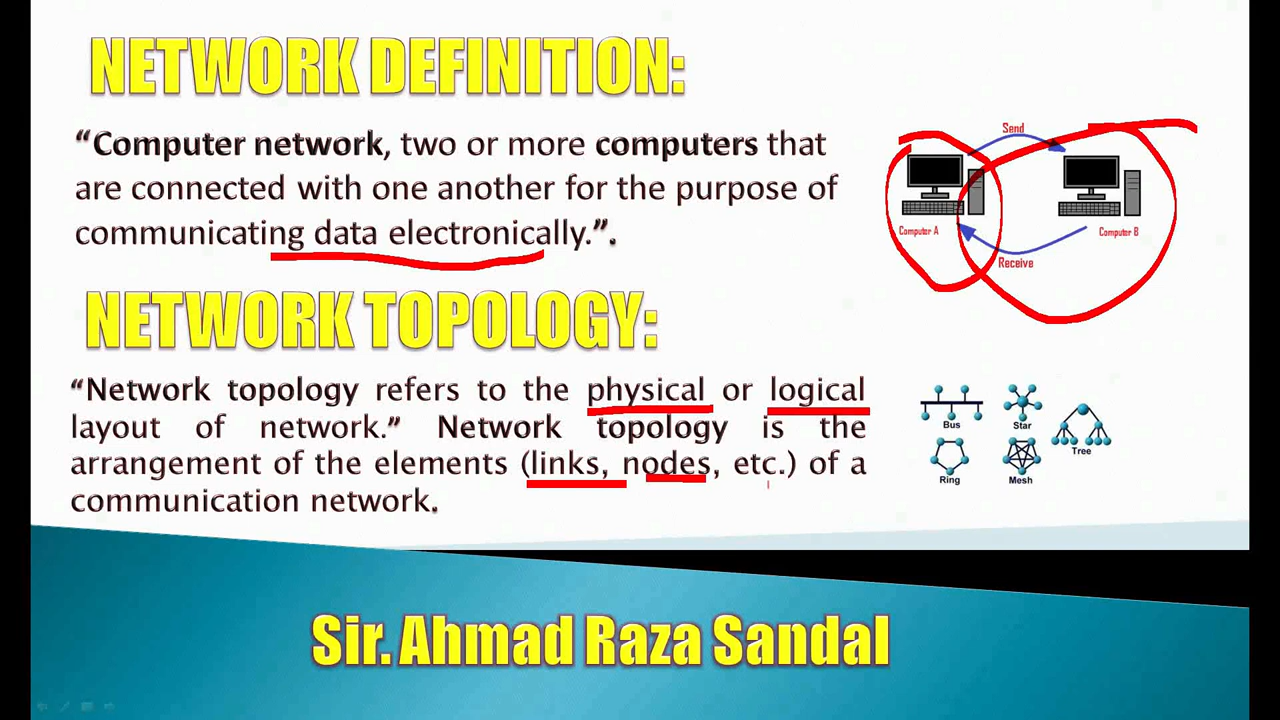 NETWORK DEFINITION:
“Computer network, two or more computers that
are connected with one another for the purpose of
communicating data electronically.”.
Send
Computer A
Computer B
Receive
NETWORK TOPOLOGY:
“Network topology refers to the physical or logical
layout of network.” Network topology is the
arrangement of the elements (links, nodes, etc.) of a
communication network.
Bus
Star
Tree
Ring
Mesh
Sir. Ahmad Raza Sandal